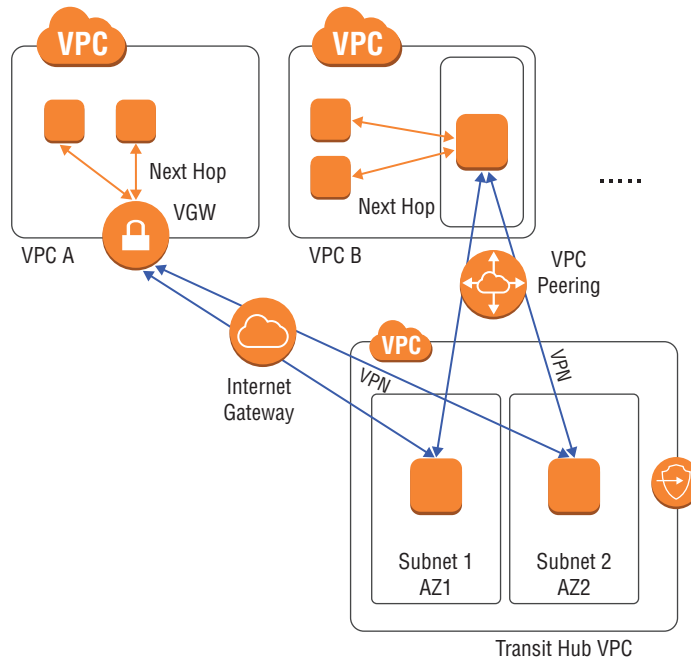 VPC
VPC
Next Hop
VGW
VPC A
Next Hop
VPC B
.....
VPC
Peering
Internet
Gateway
VPC
VPN
VPN
Subnet 1
AZ1
Subnet 2
AZ2
Transit Hub VPC